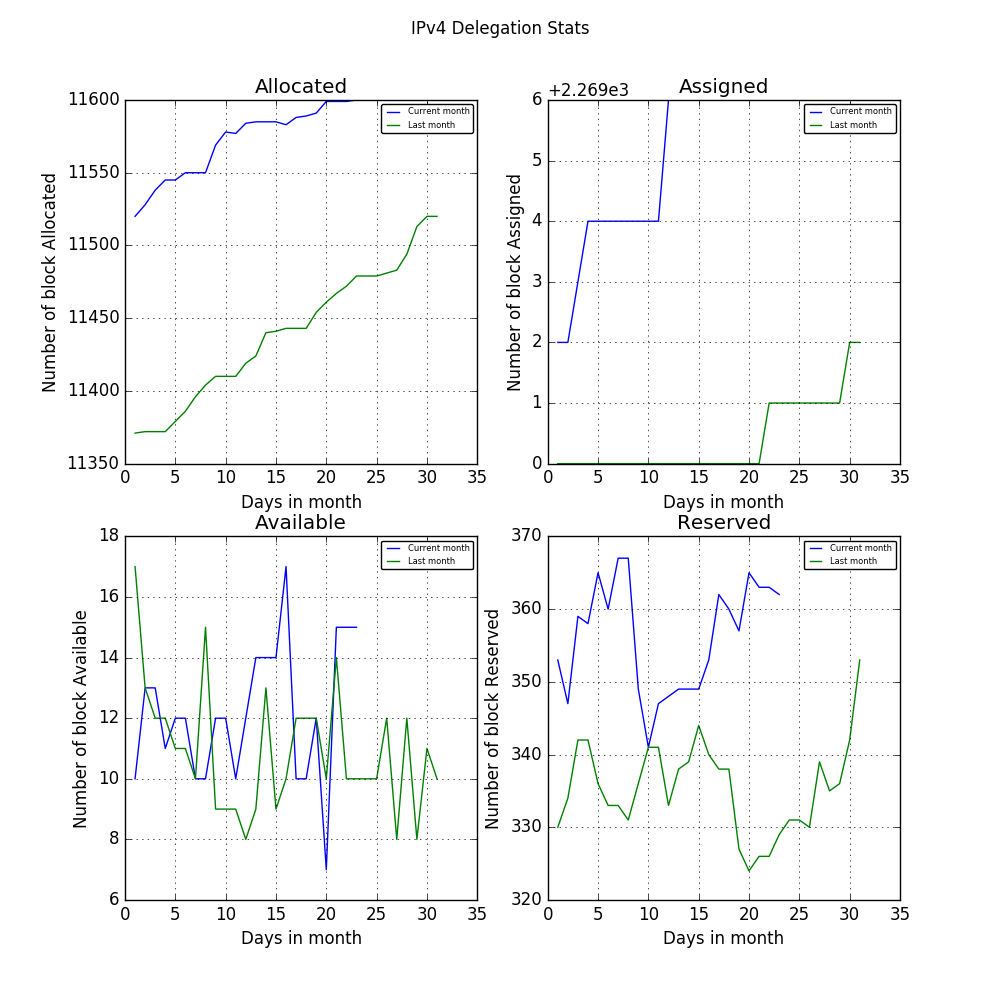 IPv4 Delegation Stats
Allocated
Number of block Allocated
11600
11550
11500
11450
11400
11350
0 5 10 15 20 25 30 35
Days in month
Current month
Last month
Assigned
+2.269e3
Number of block Assigned
6
5
4
3
2
1
0
0 5 10 15 20 25 30 35
Days in month
Current month
Last month
Available
Number of block Available
18
16
14
12
10
8
6
0 5 10 15 20 25 30 35
Days in month
Current month
Last month
Reserved
Number of block Reserved
370
360
350
340
330
320
0 5 10 15 20 25 30 35
Days in month
Current month
Last month